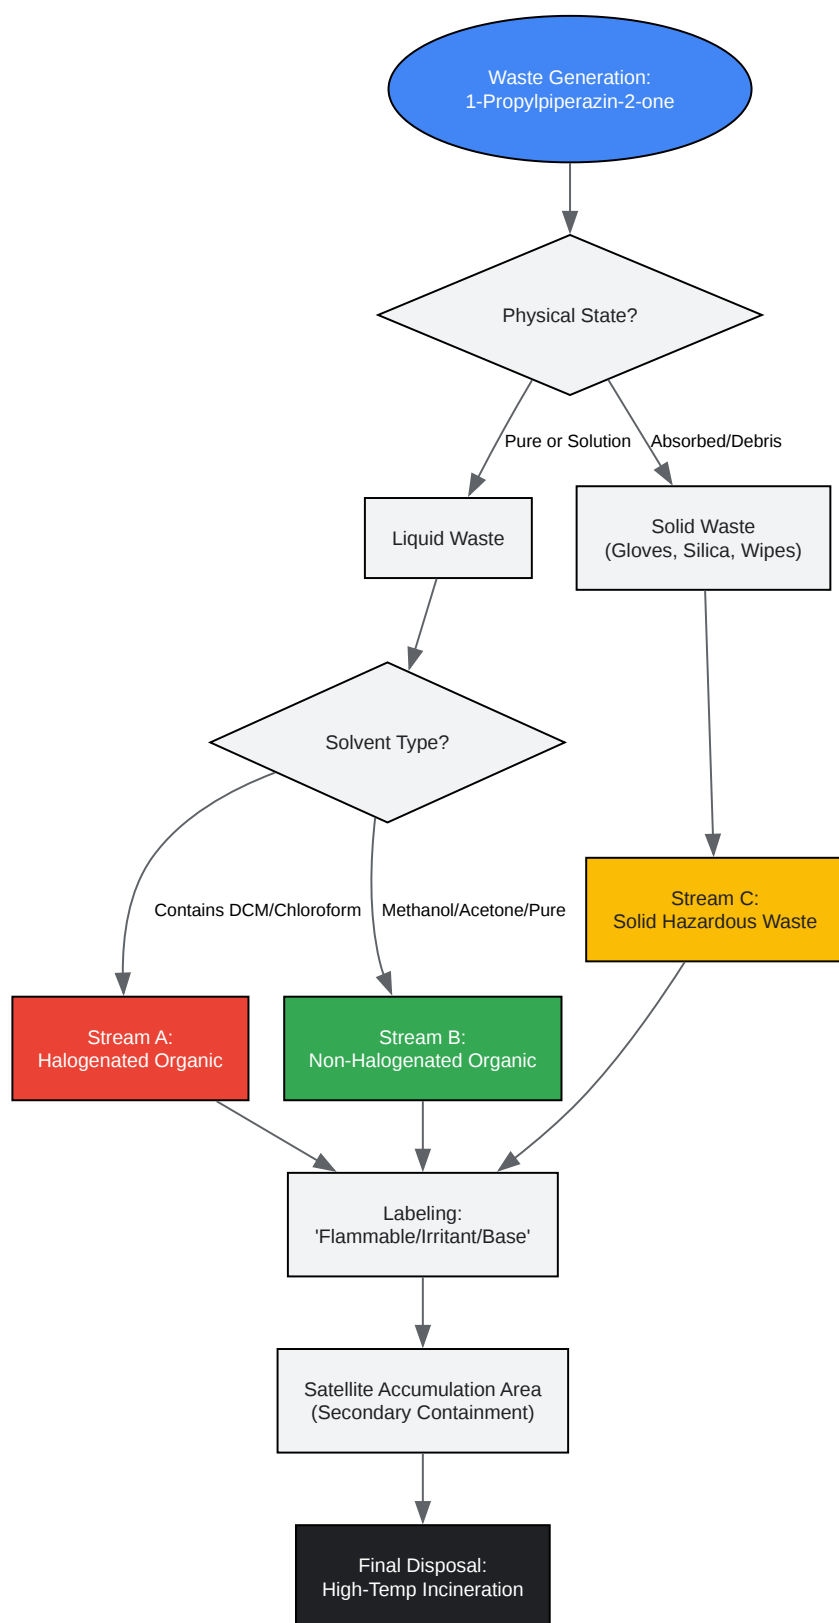 Waste Generation:
1-Propylpiperazin-2-one
Physical State?
Pure or Solution
Absorbed/Debris
Liquid Waste
Solid Waste
(Gloves, Silica, Wipes)
Solvent Type?
Contains DCM/Chloroform
Methanol/Acetone/Pure
Stream C:
Solid Hazardous Waste
Stream A:
Halogenated Organic
Stream B:
Non-Halogenated Organic
Labeling:
'Flammable/Irritant/Base'
Satellite Accumulation Area
(Secondary Containment)
Final Disposal:
High-Temp Incineration